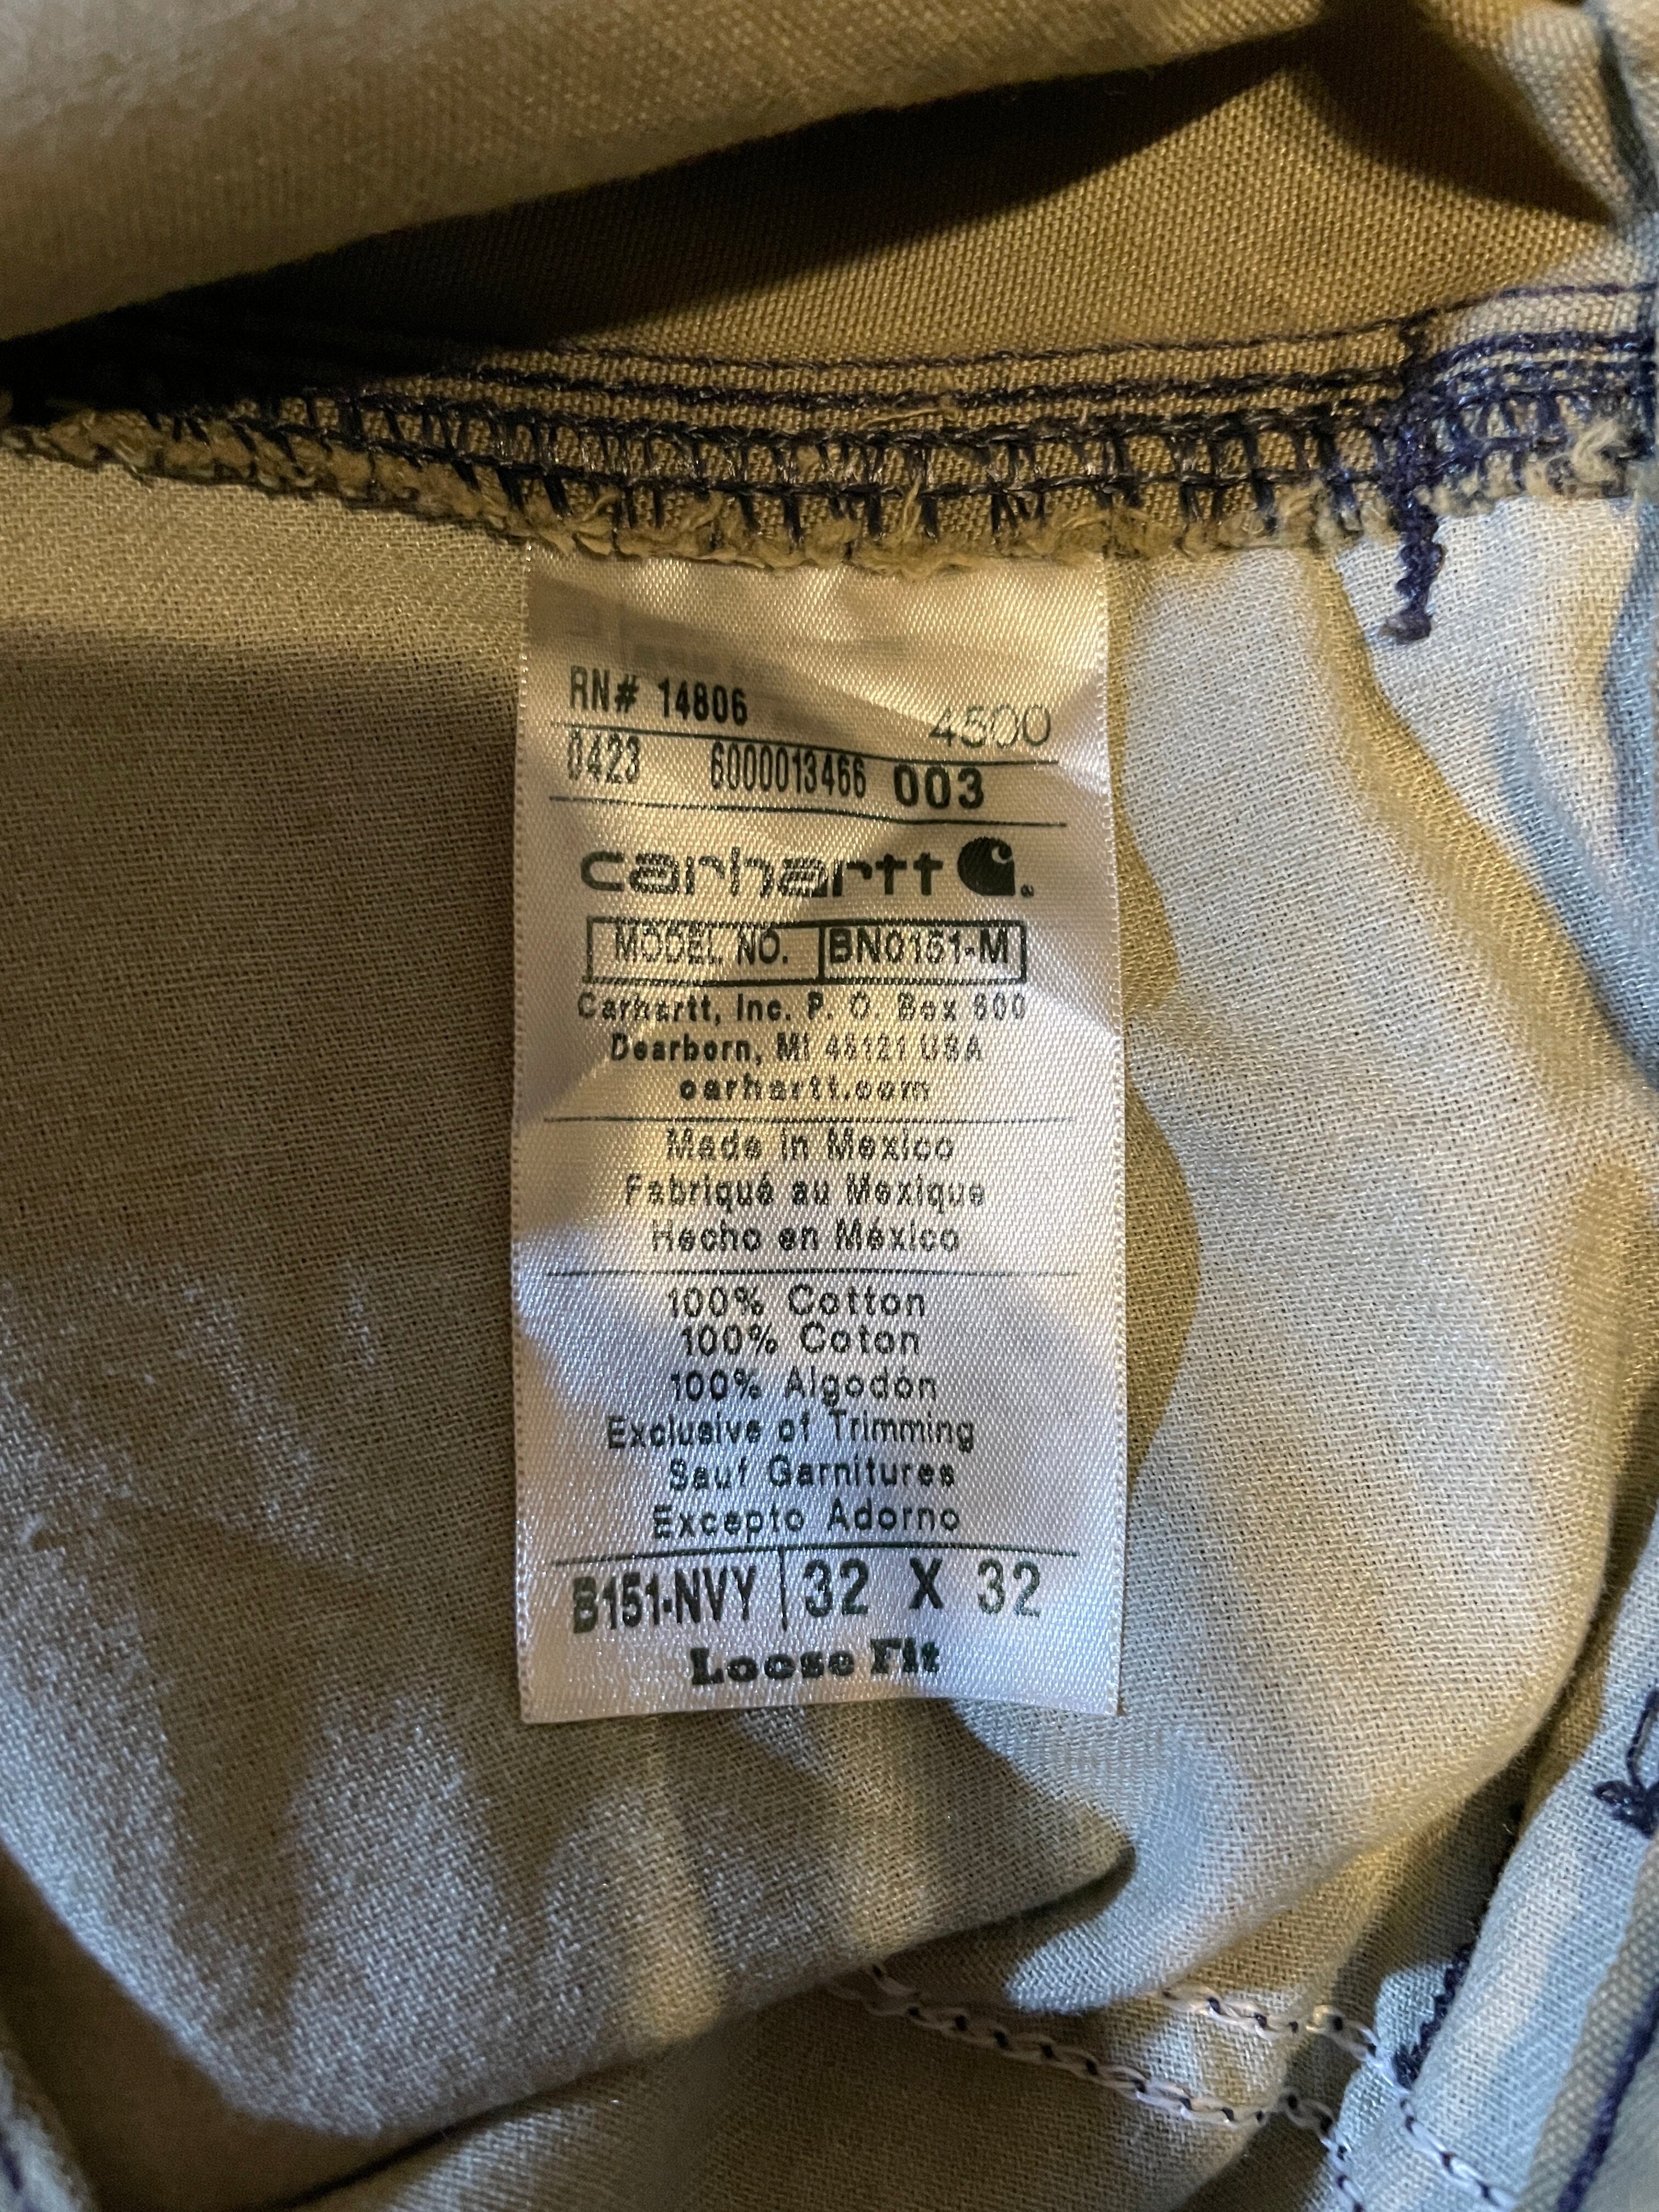 RN# 14806 4500
0423 6000013466 003
carhartt
MODEL NO. BN0151-M
Carhartt, Inc. P. O. Box 600
Dearborn, MI 48121 USA
carhartt.com
Made in Mexico
Fabriqué au Mexique
Hecho en México
100% Cotton
100% Coton
100% Algodón
Exclusive of Trimming
Sauf Garnitures
Excepto Adorno
B151-NVY 32 X 32
Loose Fit